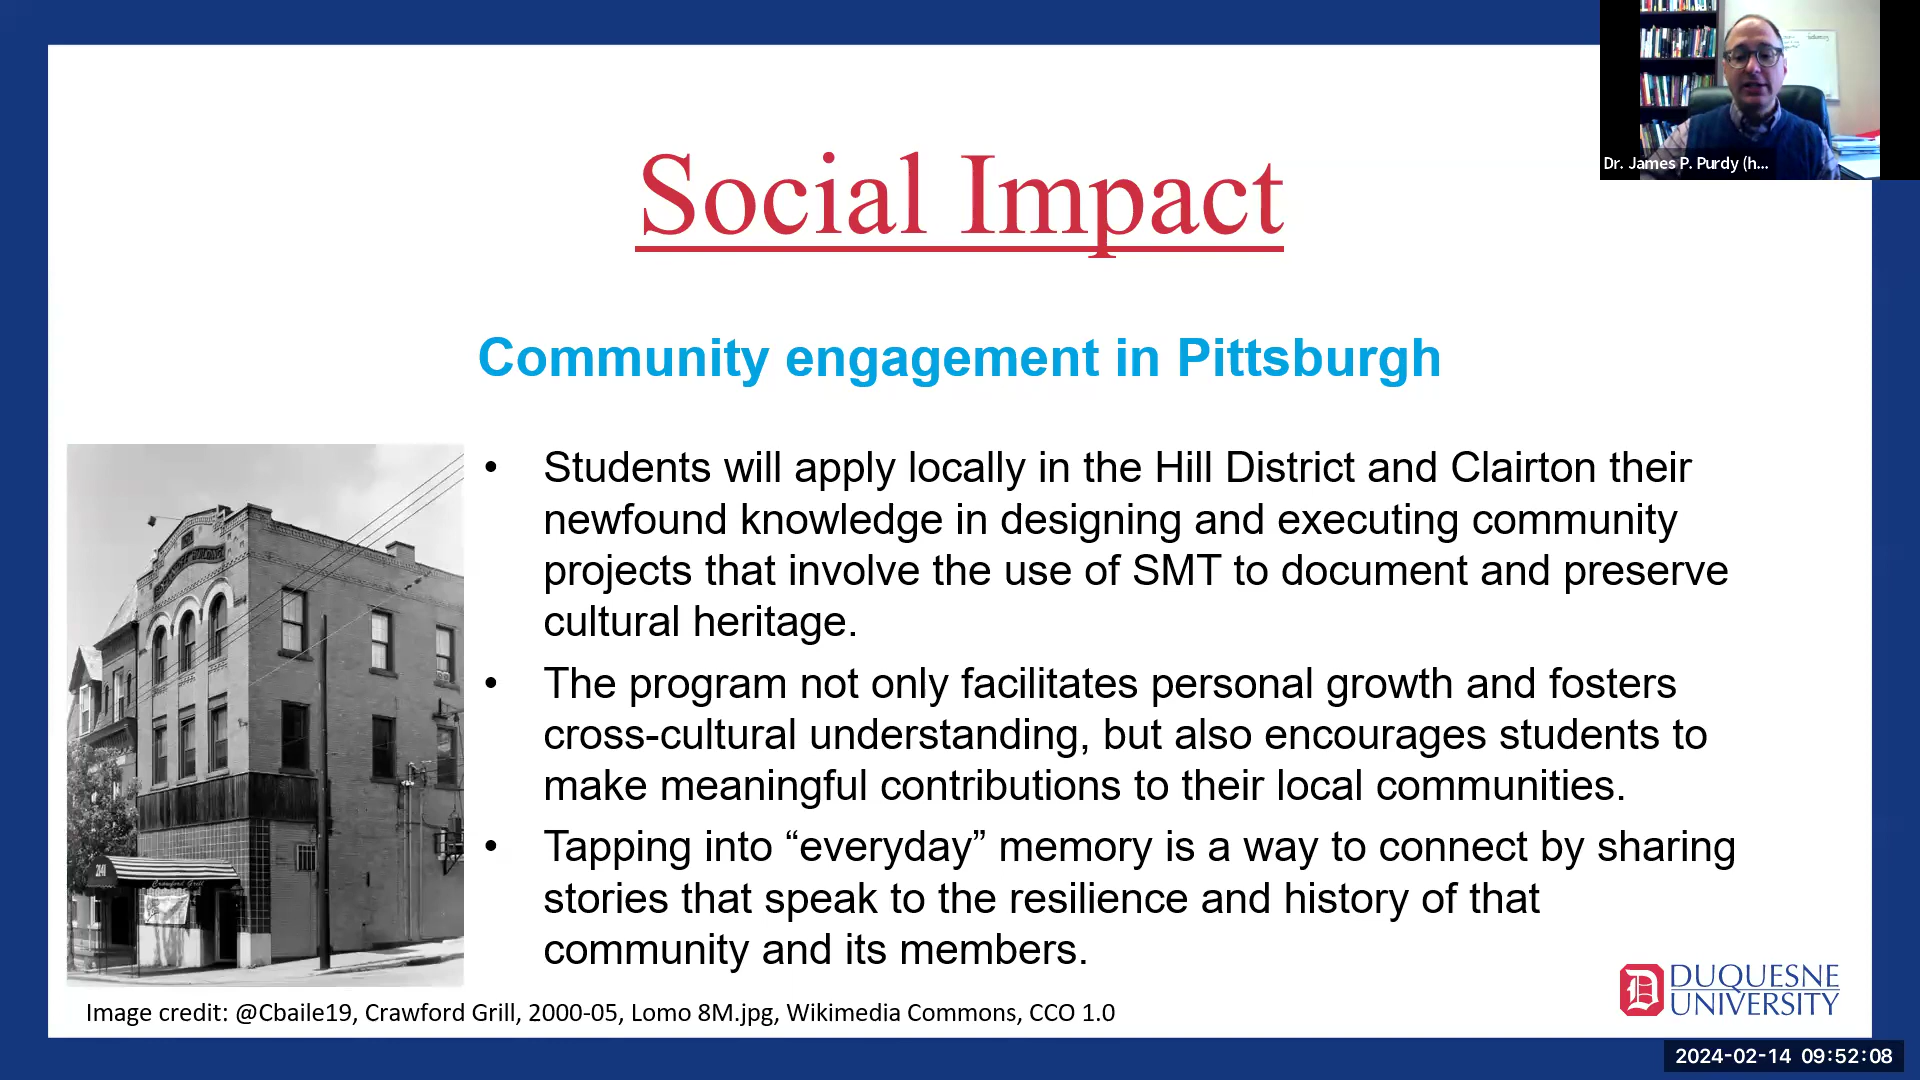 Dr. James P. Purdy (h...
Social Impact
Community engagement in Pittsburgh
• Students will apply locally in the Hill District and Clairton their
newfound knowledge in designing and executing community
projects that involve the use of SMT to document and preserve
cultural heritage.
• The program not only facilitates personal growth and fosters
cross-cultural understanding, but also encourages students to
make meaningful contributions to their local communities.
• Tapping into “everyday” memory is a way to connect by sharing
stories that speak to the resilience and history of that
community and its members.
2141
Crawford Grill
Image credit: @Cbaile19, Crawford Grill, 2000-05, Lomo 8M.jpg, Wikimedia Commons, CCO 1.0
D
DUQUESNE
UNIVERSITY
2024-02-14 09:52:08